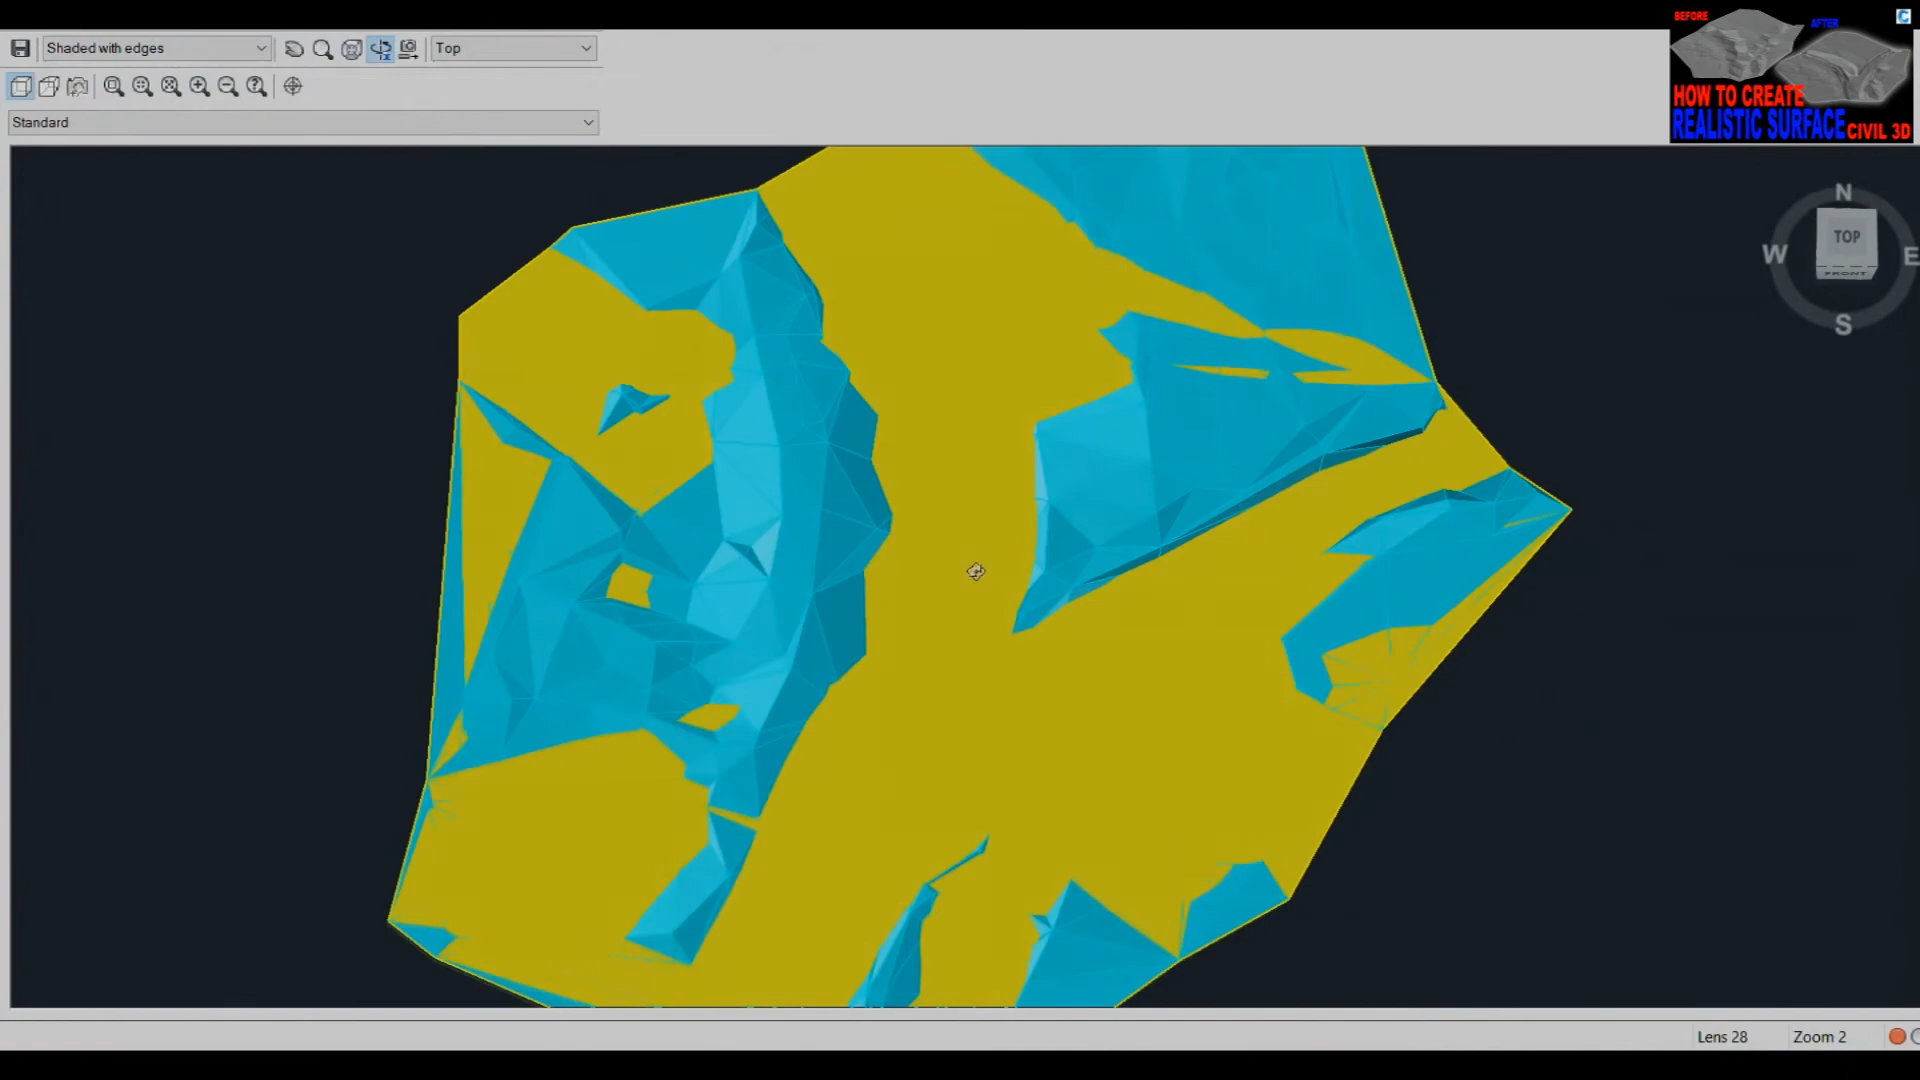 BEFORE
AFTER
HOW TO CREATE
REALISTIC SURFACE CIVIL 3D
Shaded with edges
Top
Standard
N
W
TOP
E
FRONT
S
Lens 28
Zoom 2